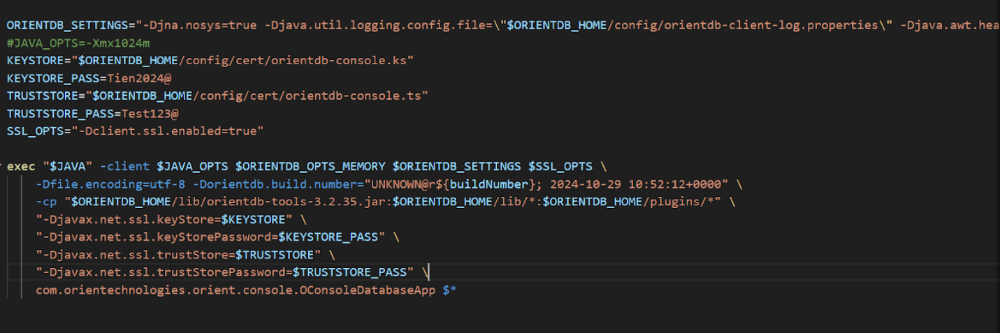 ORIENTDB_SETTINGS="-Djna.nosys=true -Djava.util.logging.config.file=\"$ORIENTDB_HOME/config/orientdb-client-log.properties\" -Djava.awt.hea
#JAVA_OPTS=-Xmx1024m
KEYSTORE="$ORIENTDB_HOME/config/cert/orientdb-console.ks"
KEYSTORE_PASS=Tien2024@
TRUSTSTORE="$ORIENTDB_HOME/config/cert/orientdb-console.ts"
TRUSTSTORE_PASS=Test123@
SSL_OPTS="-Dclient.ssl.enabled=true"
exec "$JAVA" -client $JAVA_OPTS $ORIENTDB_OPTS_MEMORY $ORIENTDB_SETTINGS $SSL_OPTS \
-Dfile.encoding=utf-8 -Dorientdb.build.number="UNKNOWN@r${buildNumber}; 2024-10-29 10:52:12+0000" \
-cp "$ORIENTDB_HOME/lib/orientdb-tools-3.2.35.jar:$ORIENTDB_HOME/lib/*:$ORIENTDB_HOME/plugins/*" \
"-Djavax.net.ssl.keyStore=$KEYSTORE" \
"-Djavax.net.ssl.keyStorePassword=$KEYSTORE_PASS" \
"-Djavax.net.ssl.trustStore=$TRUSTSTORE" \
"-Djavax.net.ssl.trustStorePassword=$TRUSTSTORE_PASS" \
com.orientechnologies.orient.console.OConsoleDatabaseApp $*